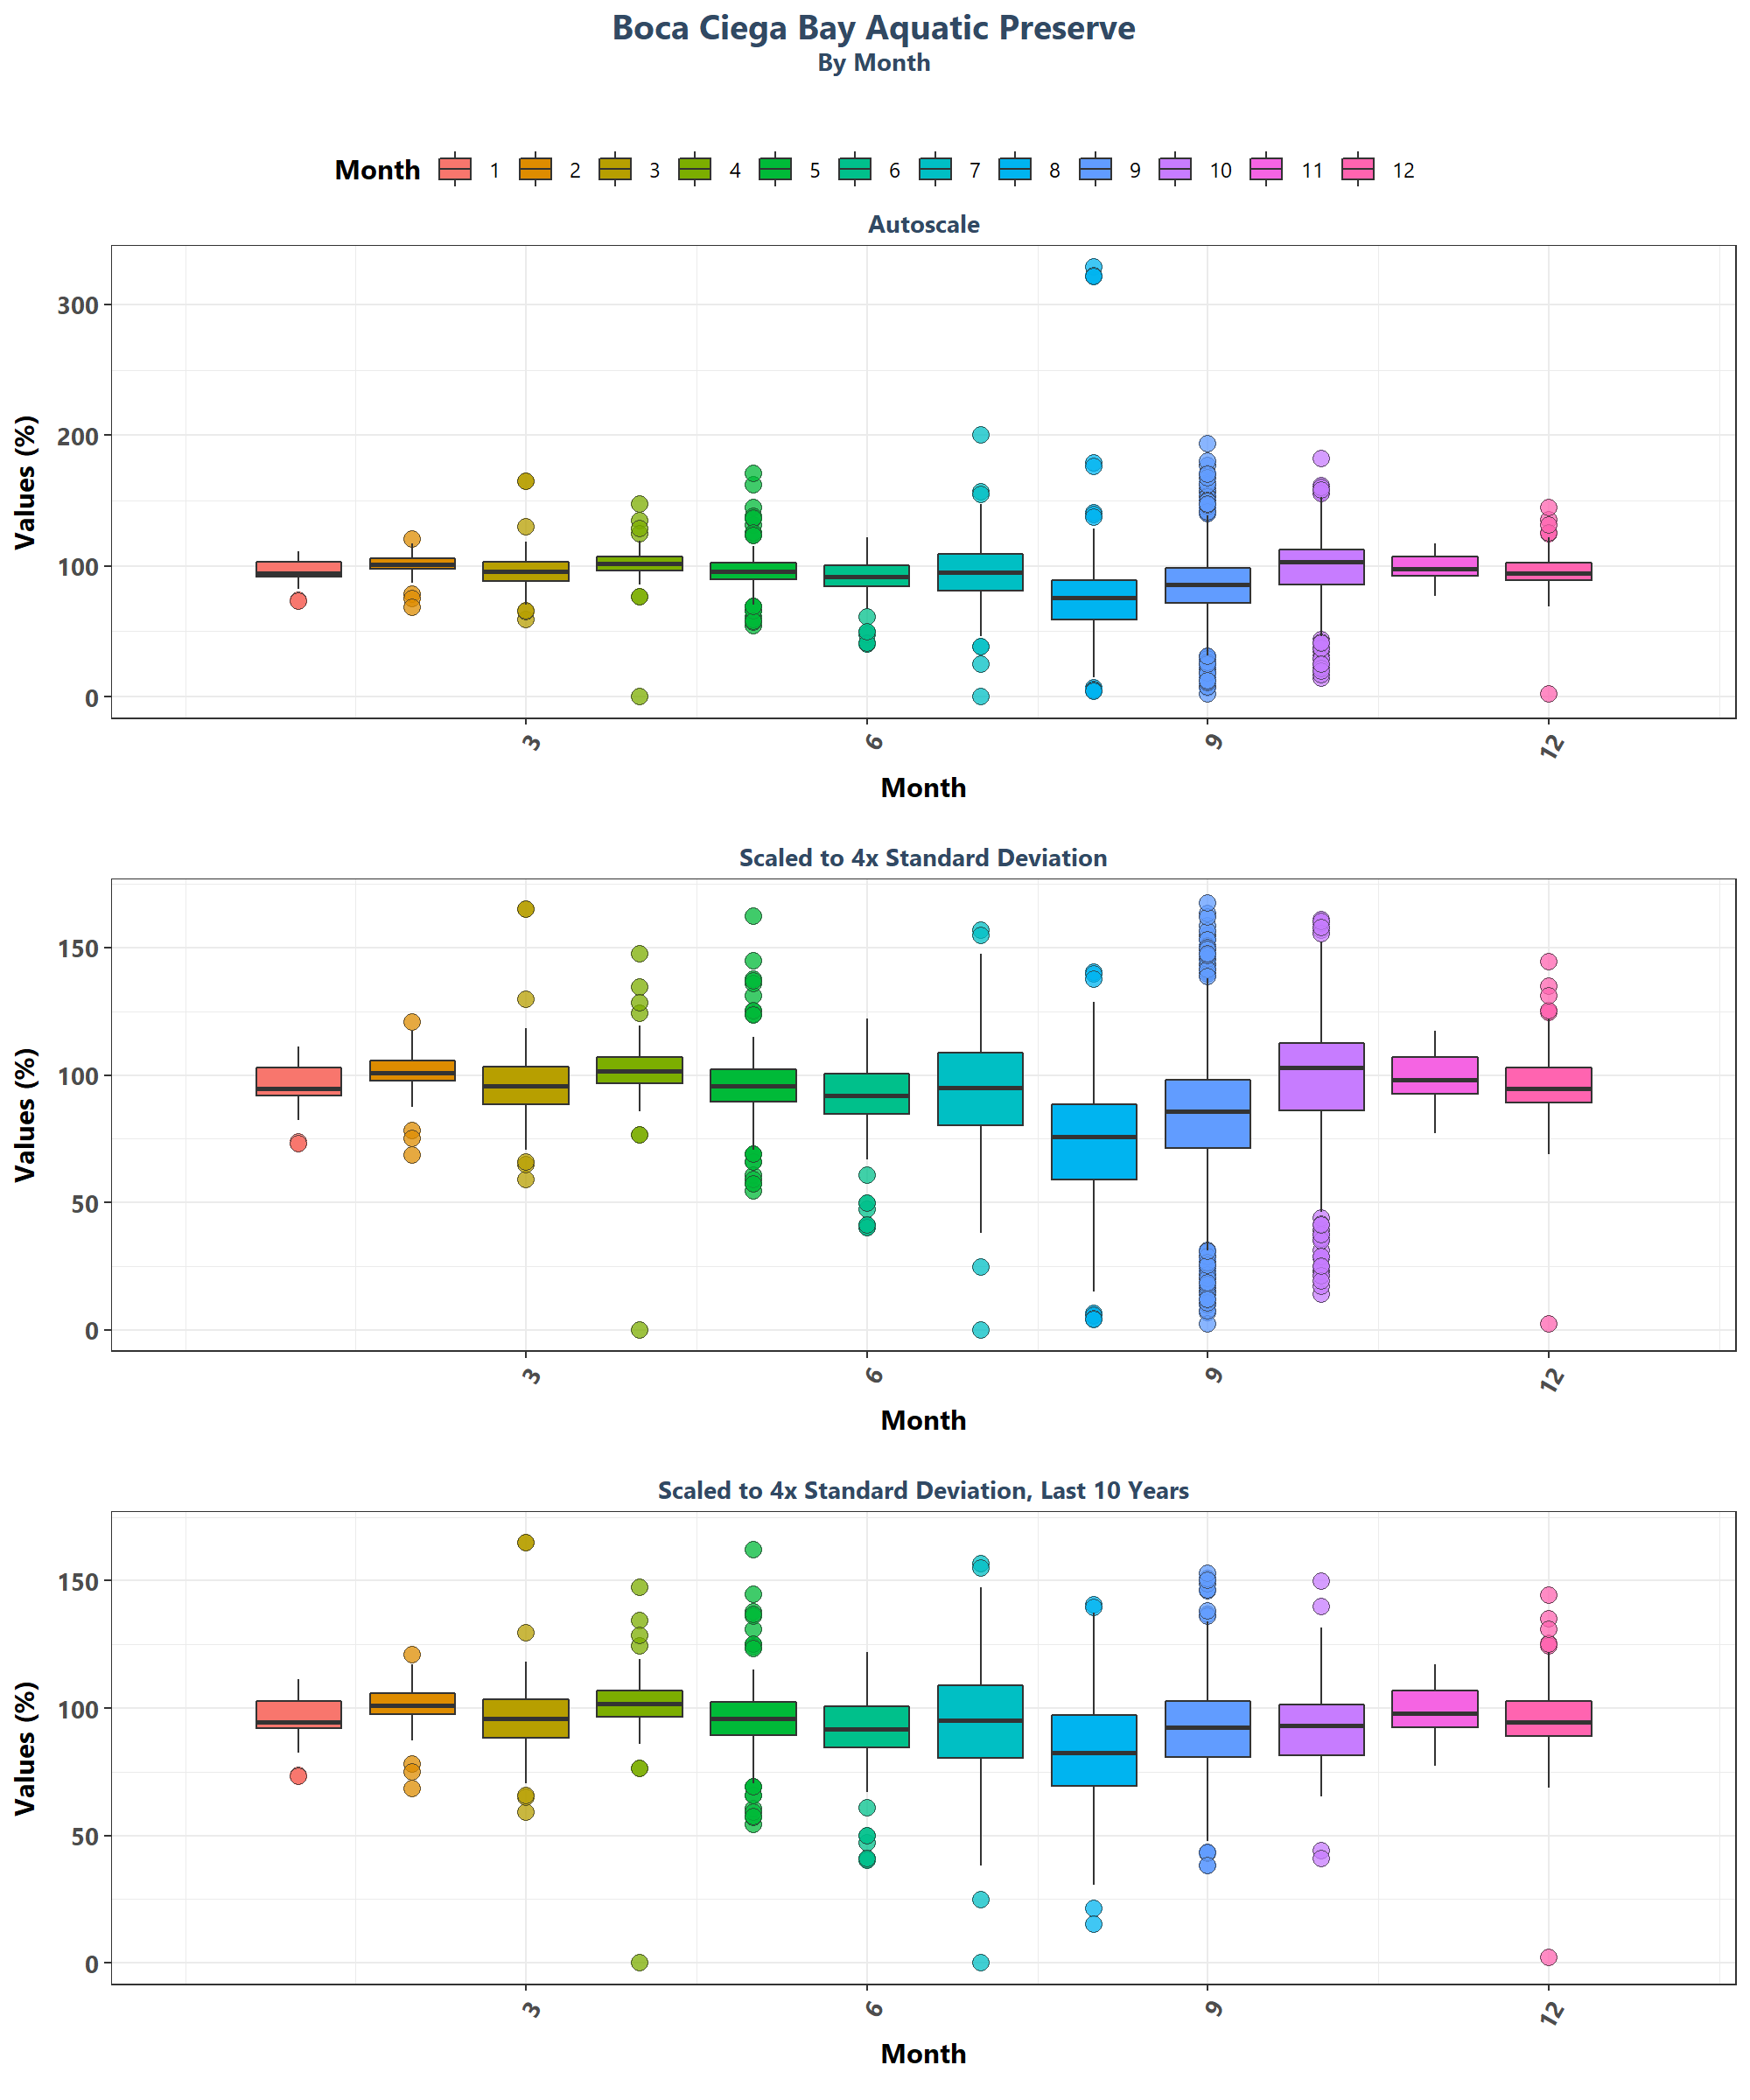 Boca Ciega Bay Aquatic Preserve
By Month
Month 1 2 3 4 5 6 7 8 9 10 11 12
Autoscale
Values (%)
300
200
100
0
3 6 9 12
Month
Scaled to 4x Standard Deviation
Values (%)
150
100
50
0
3 6 9 12
Month
Scaled to 4x Standard Deviation, Last 10 Years
Values (%)
150
100
50
0
3 6 9 12
Month